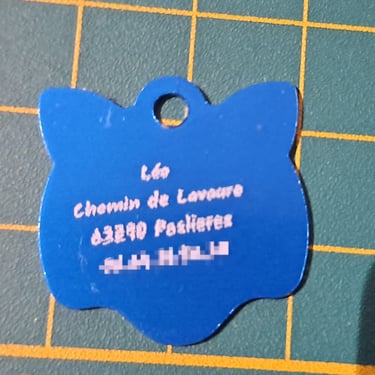 Léo
Chemin de Lavaure
63290 Paslieres